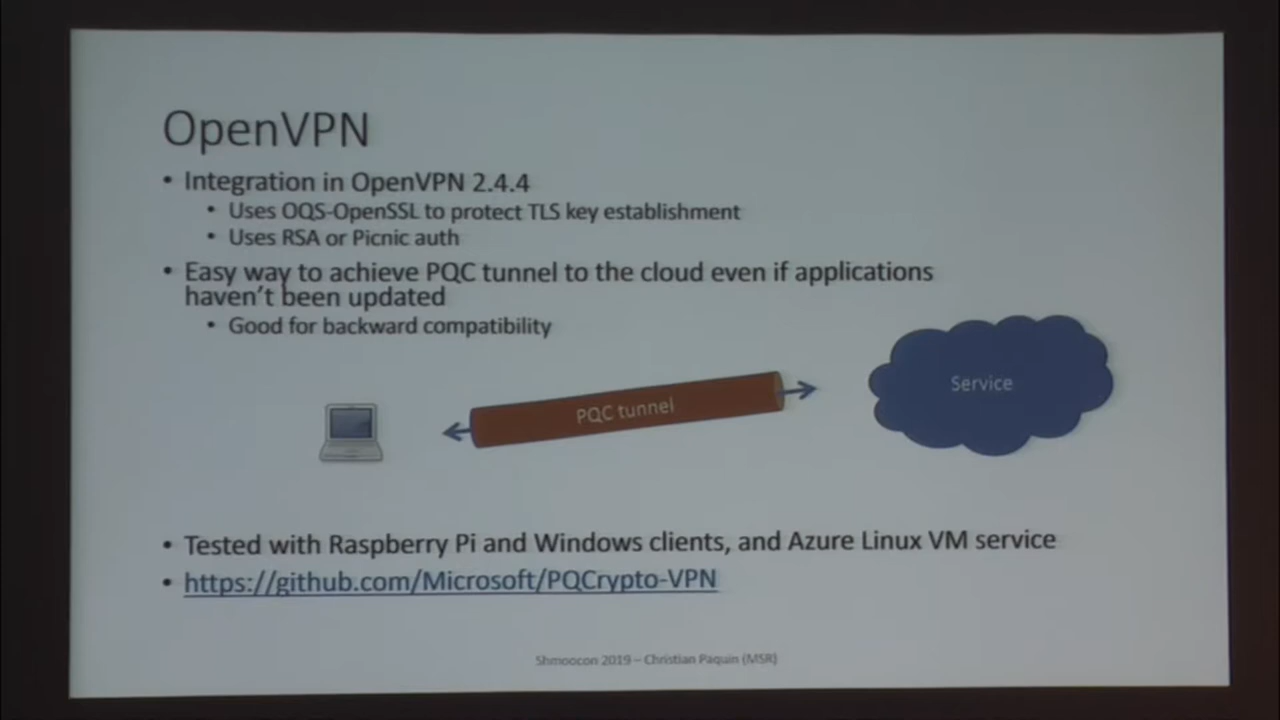 OpenVPN
• Integration in OpenVPN 2.4.4
• Uses OQS-OpenSSL to protect TLS key establishment
• Uses RSA or Picnic auth
• Easy way to achieve PQC tunnel to the cloud even if applications
haven't been updated
• Good for backward compatibility
Service
PQC tunnel
• Tested with Raspberry Pi and Windows clients, and Azure Linux VM service
• https://github.com/Microsoft/PQCrypto-VPN
Shmoocon 2019 – Christian Paquin (MSR)